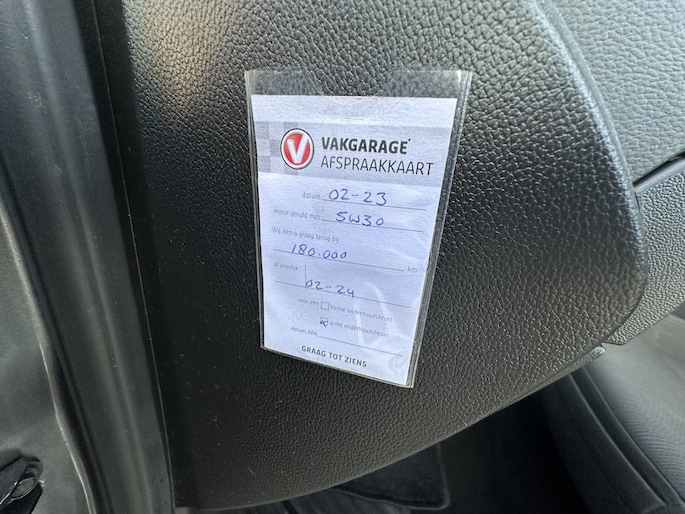 V VAKGARAGE
AFSPRAAKKAART
datum 02-23
motor gevuld met 5W30
Wij zien u graag terug bij
180.000 km
of uiterlijk
02-24
voor een kleine onderhoudsbeurt
grote onderhoudsbeurt
datum APK
GRAAG TOT ZIENS